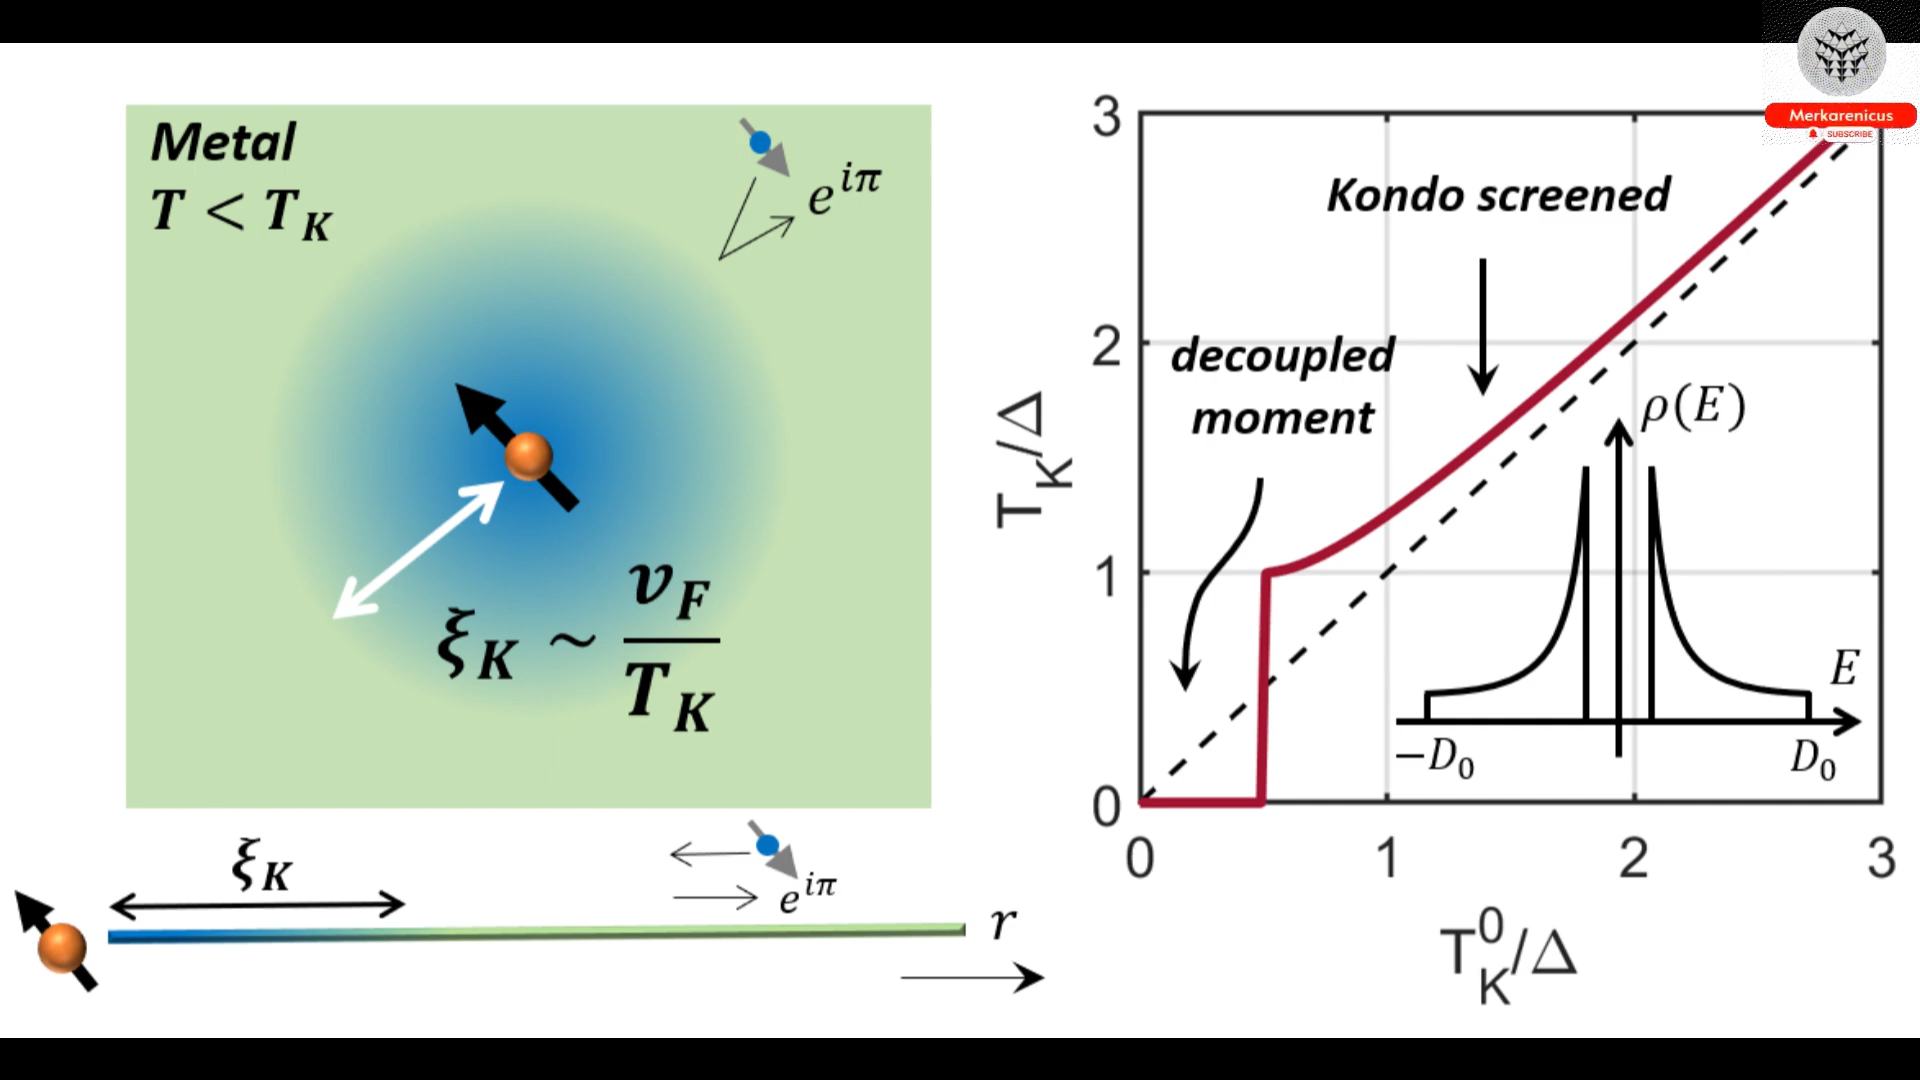 Merkarenicus
SUBSCRIBE
Metal
T < T_K
e^{iπ}
ξ_K ~ v_F / T_K
ξ_K
e^{iπ}
r
3
2
1
0
T_K/Δ
Kondo screened
decoupled
moment
ρ(E)
E
−D_0
D_0
0
1
2
3
T_K^0/Δ